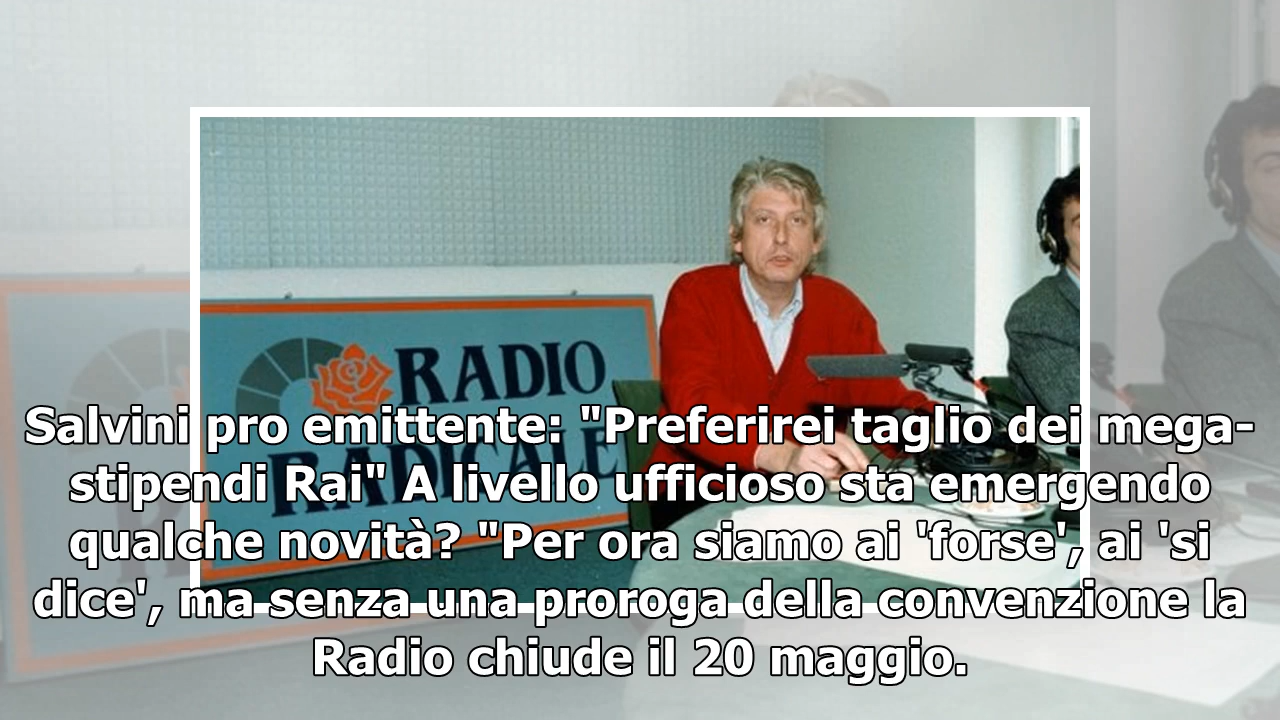 RADIO
RADICALE
Salvini pro emittente: "Preferirei taglio dei mega-
stipendi Rai" A livello ufficioso sta emergendo
qualche novità? "Per ora siamo ai 'forse', ai 'si
dice', ma senza una proroga della convenzione la
Radio chiude il 20 maggio.